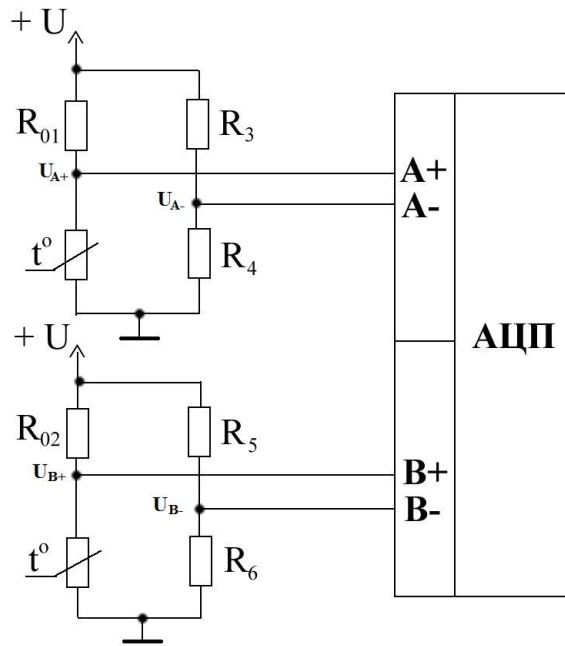 + U
R01
R3
UA+
A+
UA-
A-
t°
R4
+ U
АЦП
R02
R5
UB+
B+
UB-
B-
t°
R6